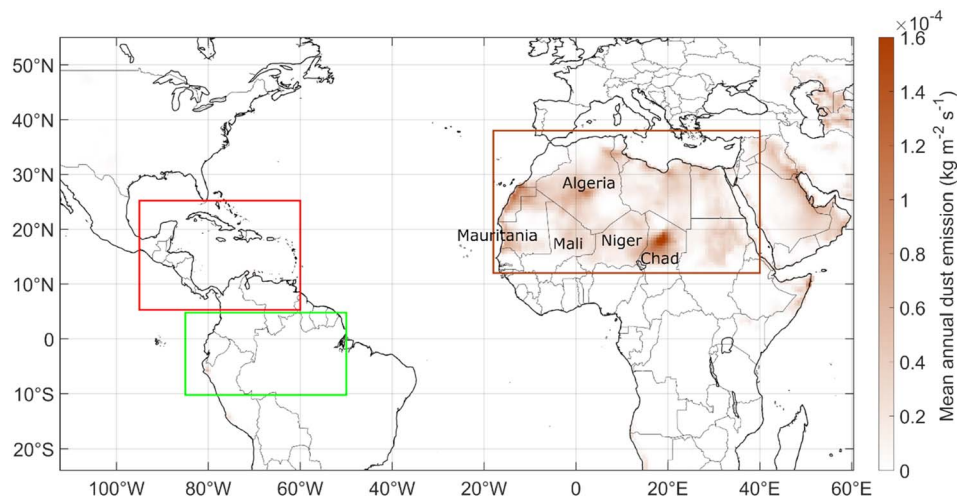 ×10⁻⁴
1.6
1.4
1.2
1
0.8
0.6
0.4
0.2
0
Mean annual dust emission (kg m⁻² s⁻¹)
50°N
40°N
30°N
20°N
10°N
0
10°S
20°S
Algeria
Mauritania
Mali
Niger
Chad
100°W 80°W 60°W 40°W 20°W 0 20°E 40°E 60°E